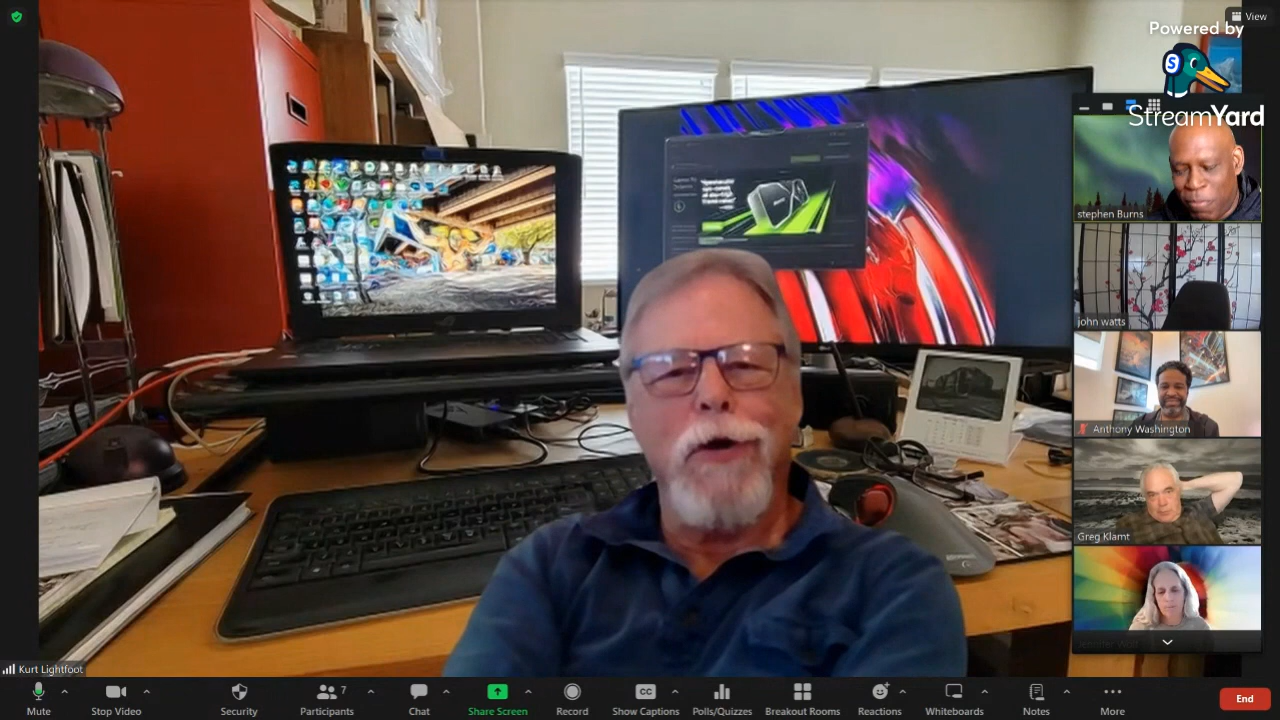 View
Powered by
StreamYard
stephen Burns
john watts
Anthony Washington
Greg Klamt
Kurt Lightfoot
Mute
Stop Video
Security
Participants
7
Chat
Share Screen
Record
CC
Show Captions
Polls/Quizzes
Breakout Rooms
Reactions
Whiteboards
Notes
More
End